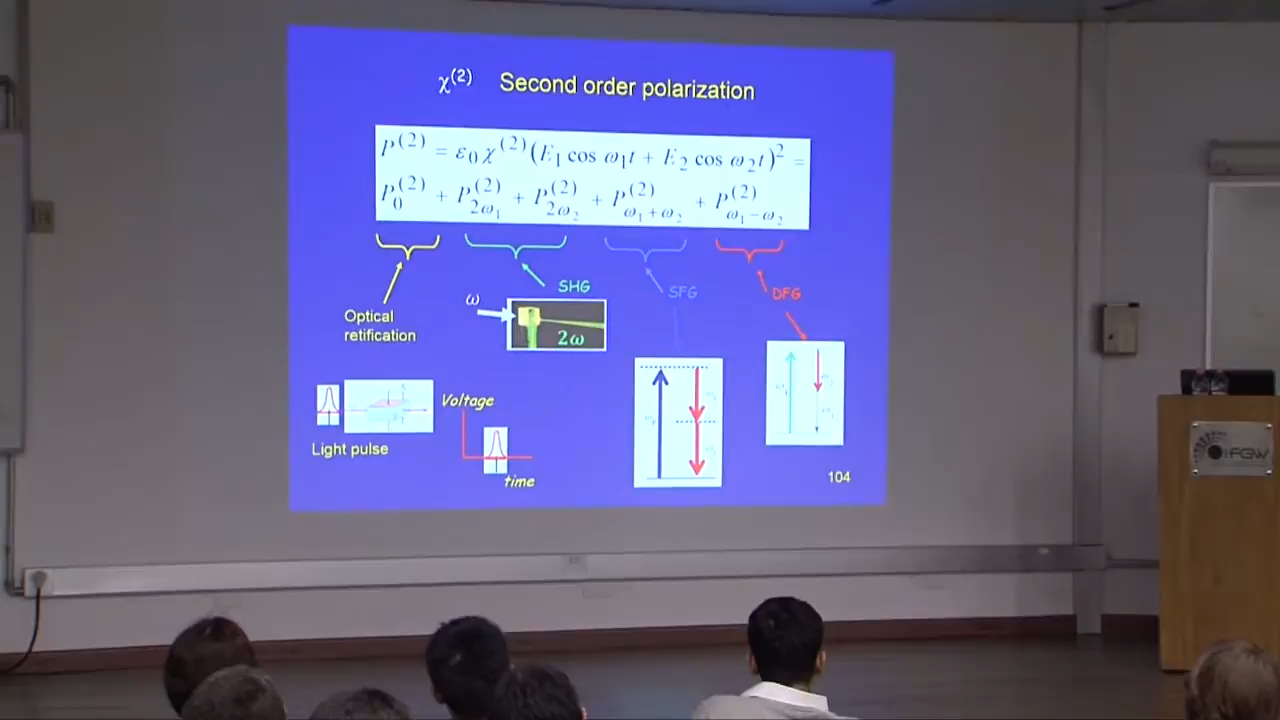 χ(2) Second order polarization
P(2) = ε0 χ(2) (E1 cos ω1t + E2 cos ω2t)2 =
P0(2) + P2ω1(2) + P2ω2(2) + Pω1+ω2(2) + Pω1−ω2(2)
SHG
SFG
DFG
ω
Optical
retification
2ω
Voltage
Light pulse
time
104
iFGW